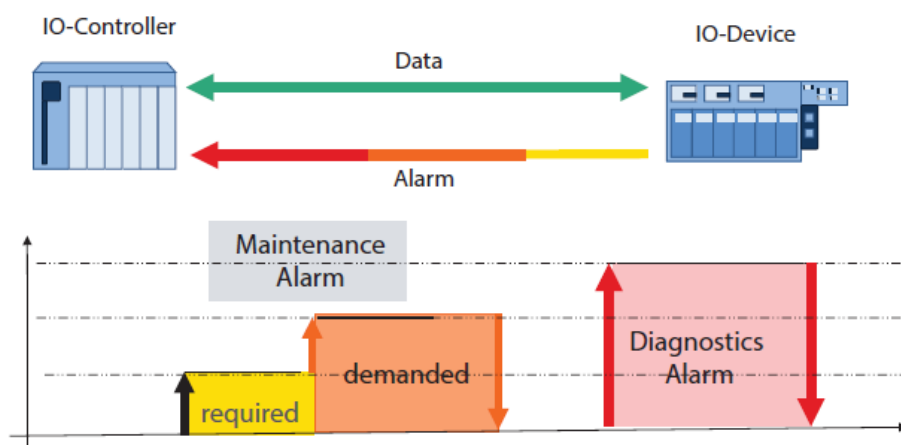 IO-Controller
IO-Device
Data
Alarm
Maintenance
Alarm
Diagnostics
Alarm
demanded
required